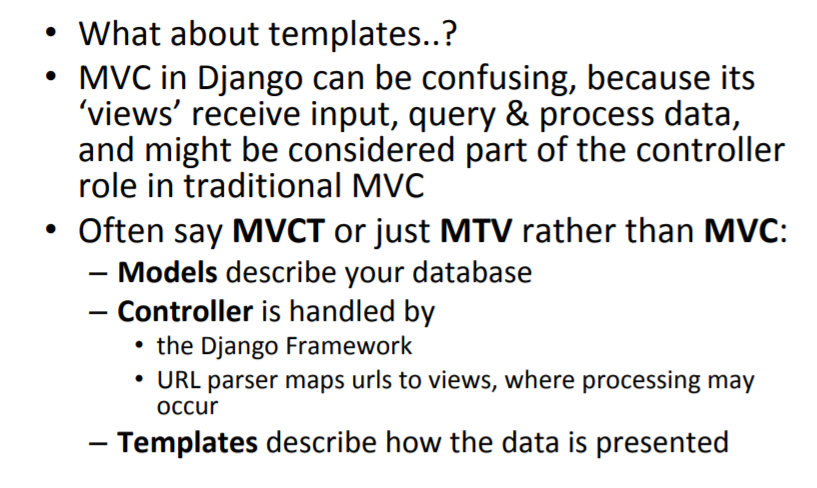 • What about templates..?
• MVC in Django can be confusing, because its
‘views’ receive input, query & process data,
and might be considered part of the controller
role in traditional MVC
• Often say MVCT or just MTV rather than MVC:
– Models describe your database
– Controller is handled by
• the Django Framework
• URL parser maps urls to views, where processing may
occur
– Templates describe how the data is presented